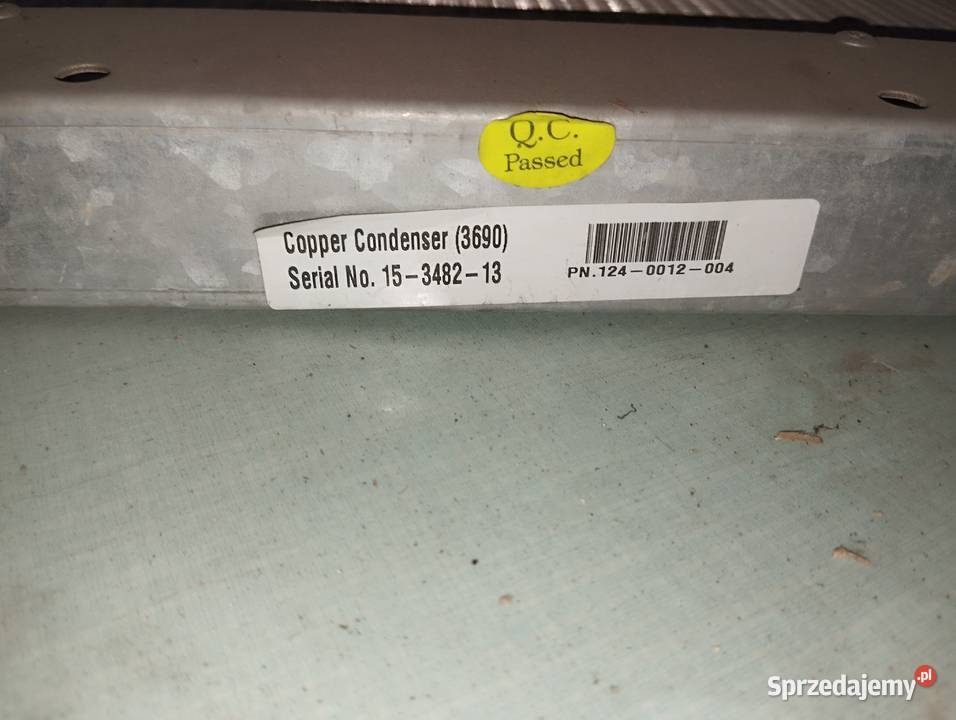 Q.C.
Passed
Copper Condenser (3690)
Serial No. 15-3482-13
PN.124-0012-004
Sprzedajemy.pl